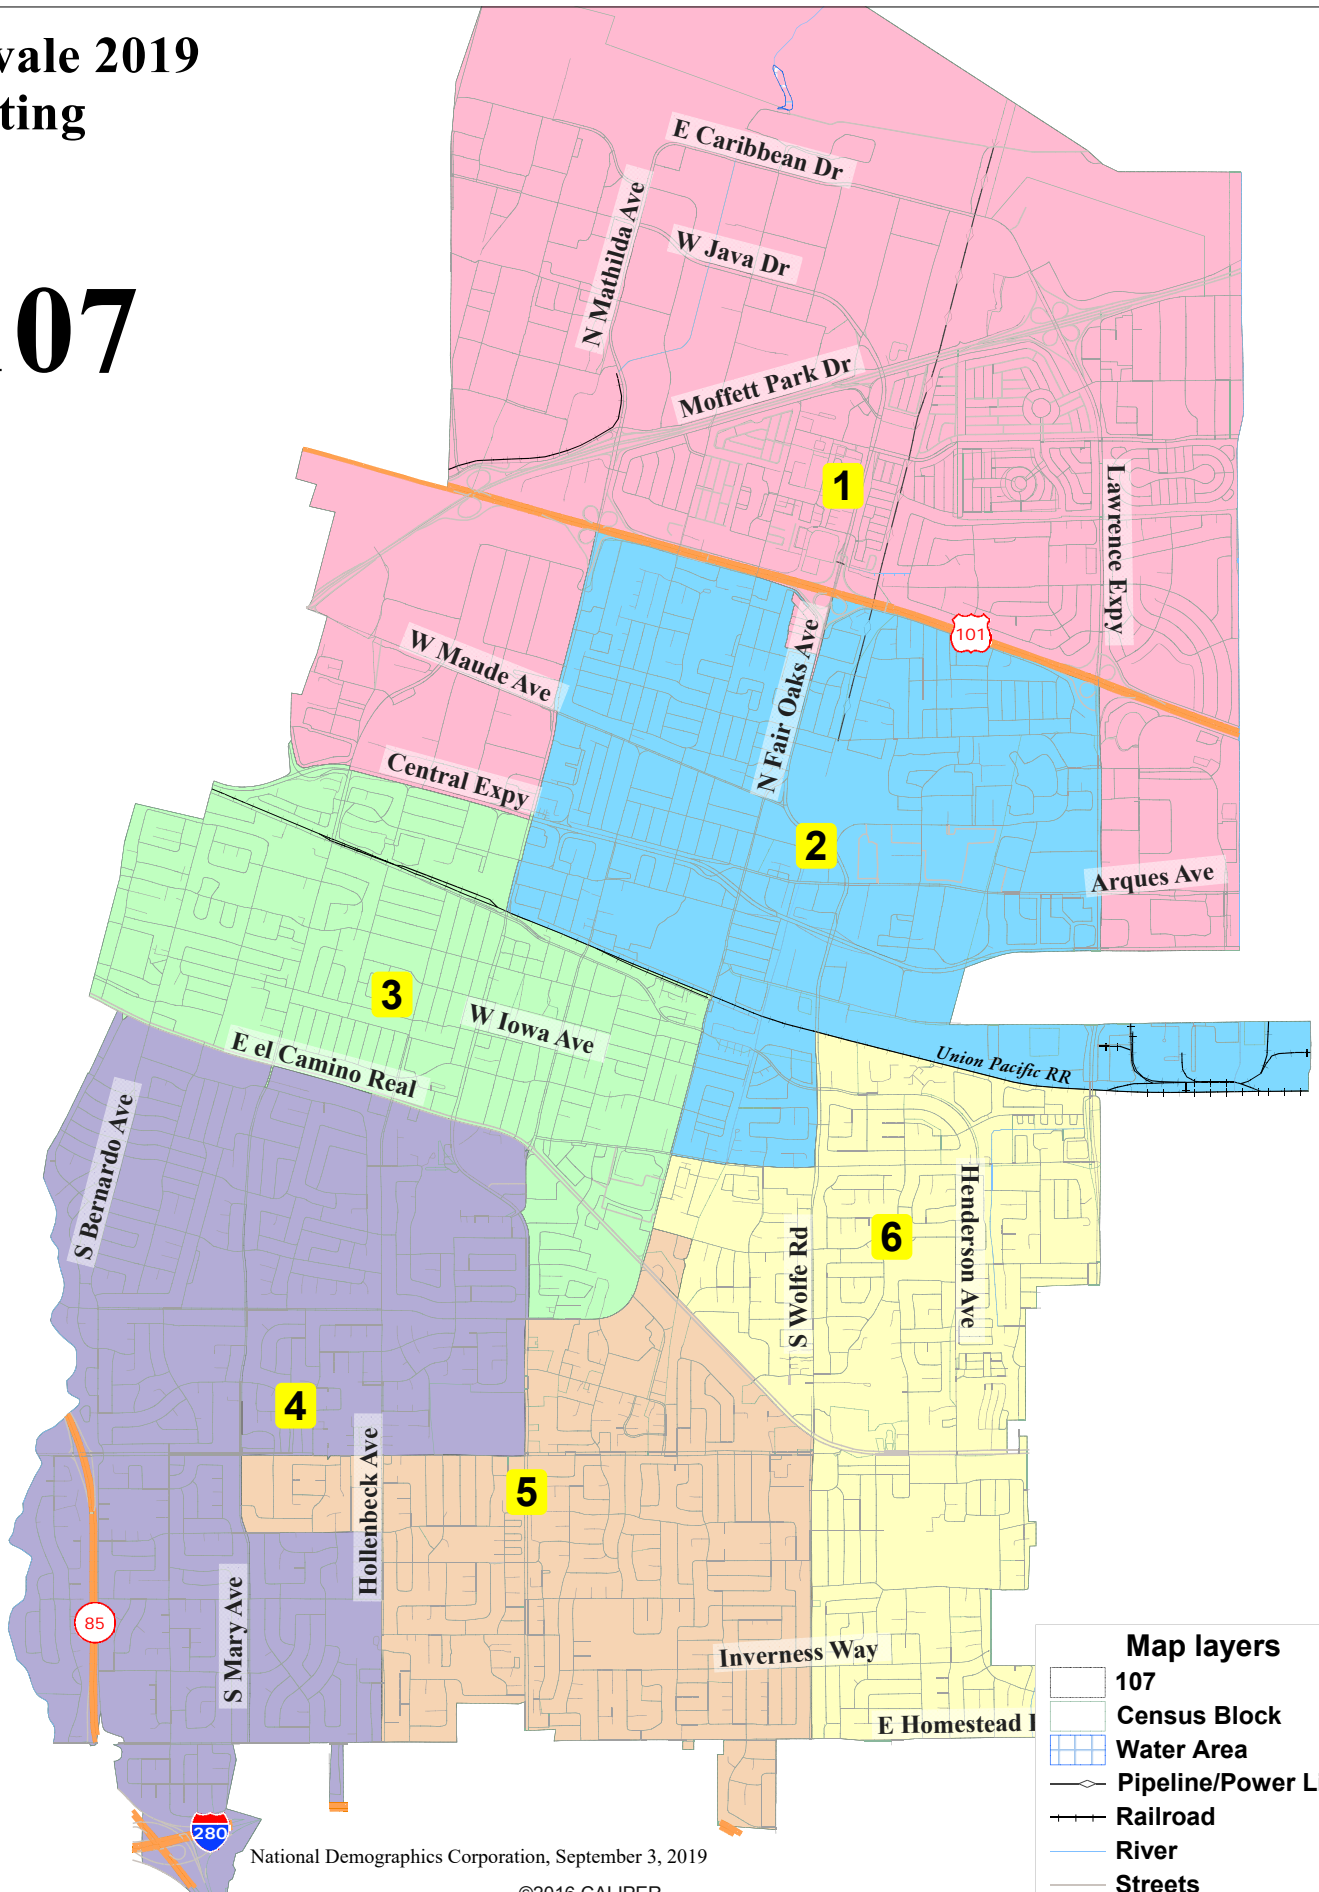 vale 2019
ting
107
E Caribbean Dr
N Mathilda Ave
W Java Dr
Moffett Park Dr
1
Lawrence Expy
101
W Maude Ave
N Fair Oaks Ave
Central Expy
2
Arques Ave
3
W Iowa Ave
E el Camino Real
Union Pacific RR
S Bernardo Ave
Henderson Ave
6
S Wolfe Rd
4
Hollenbeck Ave
5
85
S Mary Ave
Inverness Way
E Homestead
280
Map layers
107
Census Block
Water Area
Pipeline/Power L
Railroad
River
Streets
National Demographics Corporation, September 3, 2019
©2016 CALIPER